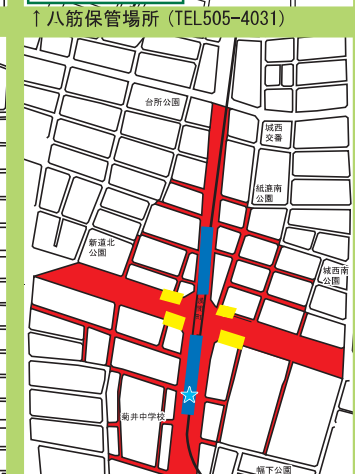 ↑八筋保管場所 (TEL505-4031)
台所公園
城西
交番
紙漉南
公園
新道北
公園
城西南
公園
菊井中学校
幅下公園